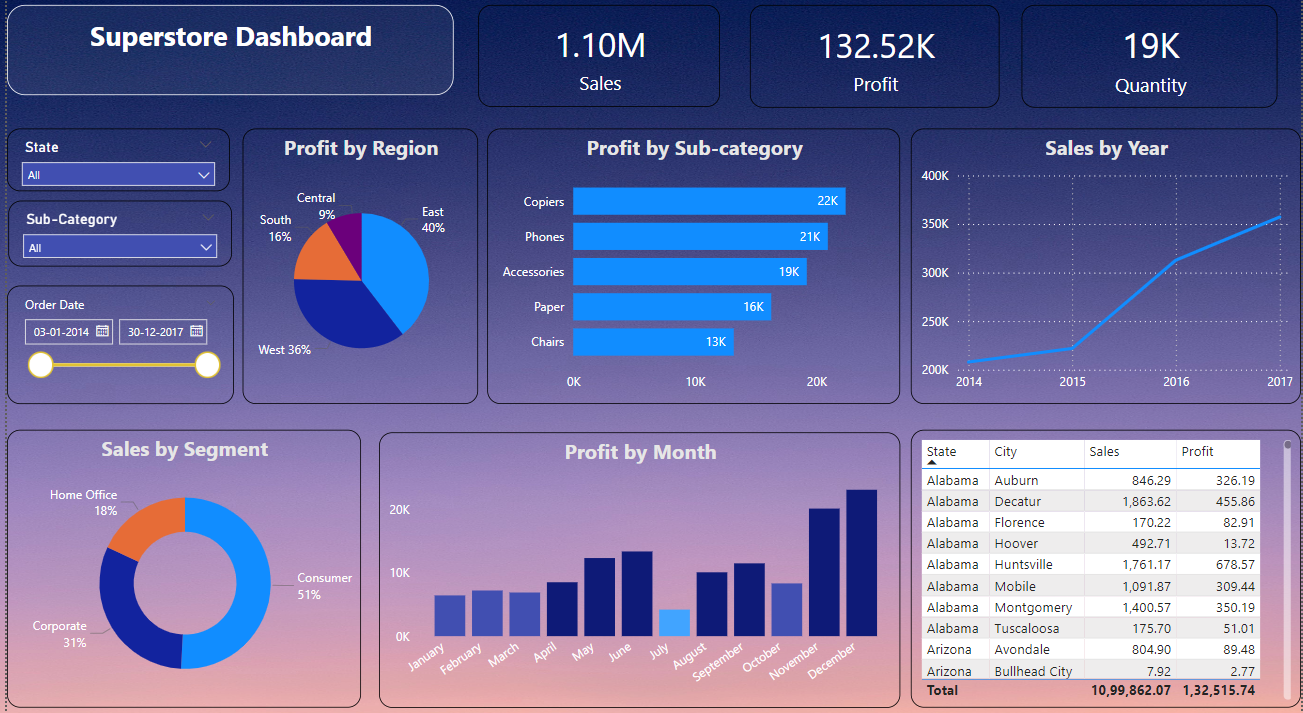 Superstore Dashboard
1.10M
Sales
132.52K
Profit
19K
Quantity
State
All
Sub-Category
All
Order Date
03-01-2014
30-12-2017
Profit by Region
Central
9%
East
40%
South
16%
West 36%
Profit by Sub-category
Copiers 22K
Phones 21K
Accessories 19K
Paper 16K
Chairs 13K
0K 10K 20K
Sales by Year
400K
350K
300K
250K
200K
2014 2015 2016 2017
Sales by Segment
Home Office
18%
Consumer
51%
Corporate
31%
Profit by Month
20K
10K
0K
January February March April May June July August September October November December
State City Sales Profit
Alabama Auburn 846.29 326.19
Alabama Decatur 1,863.62 455.86
Alabama Florence 170.22 82.91
Alabama Hoover 492.71 13.72
Alabama Huntsville 1,761.17 678.57
Alabama Mobile 1,091.87 309.44
Alabama Montgomery 1,400.57 350.19
Alabama Tuscaloosa 175.70 51.01
Arizona Avondale 804.90 89.48
Arizona Bullhead City 7.92 2.77
Total 10,99,862.07 1,32,515.74